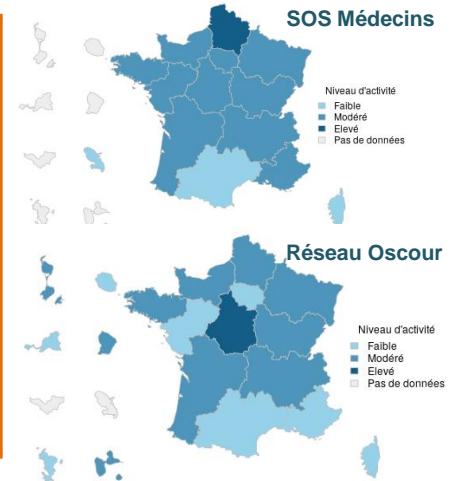 SOS Médecins
Niveau d'activité
Faible
Modéré
Elevé
Pas de données
Réseau Oscour
Niveau d'activité
Faible
Modéré
Elevé
Pas de données